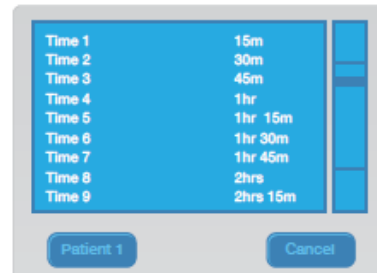 Time 1 15m
Time 2 30m
Time 3 45m
Time 4 1hr
Time 5 1hr 15m
Time 6 1hr 30m
Time 7 1hr 45m
Time 8 2hrs
Time 9 2hrs 15m
Patient 1 Cancel